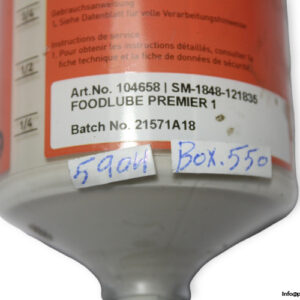 3/4
Gebrauchsanweisung
1. Siehe Datenblatt für volle Verarbeitungshinweise
Instructions de service
1. Pour obtenir les instructions détaillés, consulter la
fiche technique et la fiche de données de sécurité
1/2
Art.No. 104658 | SM-1848-121835
FOODLUBE PREMIER 1
1/4
Batch No. 21571A18
5904
Box.550